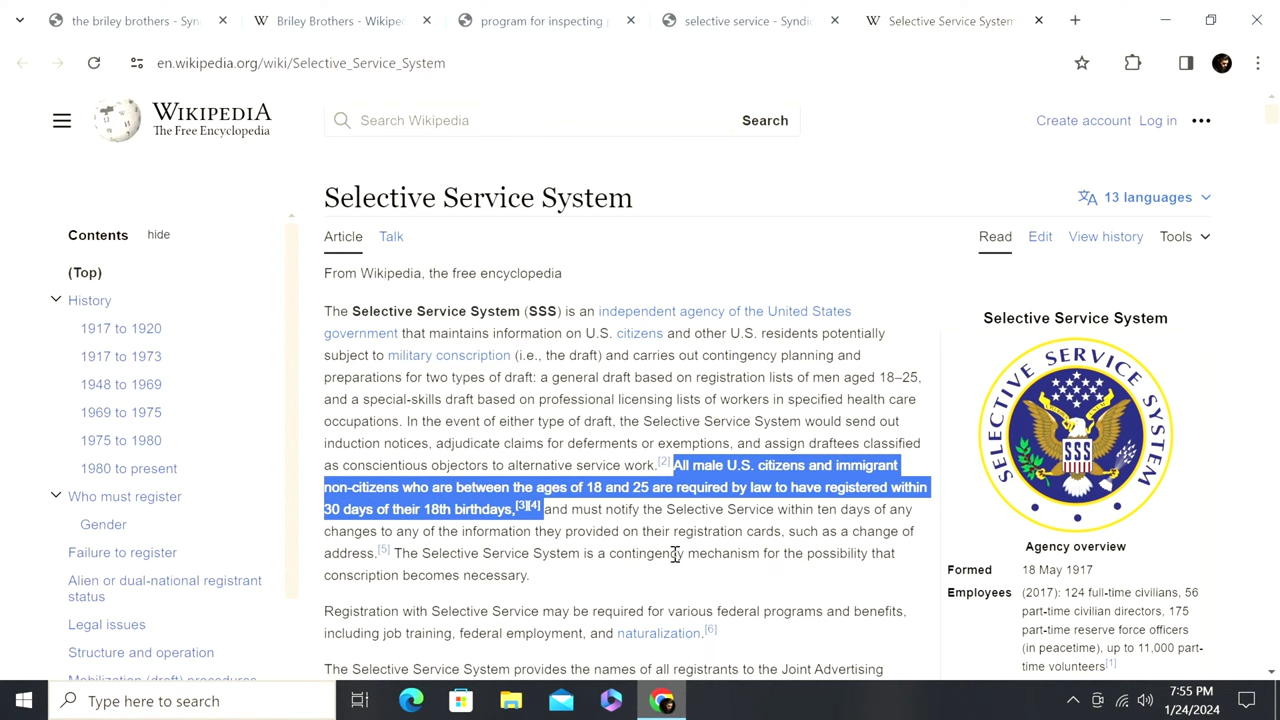 the briley brothers - Syn
Briley Brothers - Wikipe
program for inspecting
selective service - Syndi
Selective Service System
en.wikipedia.org/wiki/Selective_Service_System
WIKIPEDIA
The Free Encyclopedia
Search Wikipedia
Search
Create account
Log in
Selective Service System
13 languages
Contents
hide
Article
Talk
Read
Edit
View history
Tools
(Top)
History
1917 to 1920
1917 to 1973
1948 to 1969
1969 to 1975
1975 to 1980
1980 to present
Who must register
Gender
Failure to register
Alien or dual-national registrant
status
Legal issues
Structure and operation
Mobilization (draft) procedures
From Wikipedia, the free encyclopedia
The Selective Service System (SSS) is an independent agency of the United States
government that maintains information on U.S. citizens and other U.S. residents potentially
subject to military conscription (i.e., the draft) and carries out contingency planning and
preparations for two types of draft: a general draft based on registration lists of men aged 18–25,
and a special-skills draft based on professional licensing lists of workers in specified health care
occupations. In the event of either type of draft, the Selective Service System would send out
induction notices, adjudicate claims for deferments or exemptions, and assign draftees classified
as conscientious objectors to alternative service work.[2] All male U.S. citizens and immigrant
non-citizens who are between the ages of 18 and 25 are required by law to have registered within
30 days of their 18th birthdays,[3][4] and must notify the Selective Service within ten days of any
changes to any of the information they provided on their registration cards, such as a change of
address.[5] The Selective Service System is a contingency mechanism for the possibility that
conscription becomes necessary.
Registration with Selective Service may be required for various federal programs and benefits,
including job training, federal employment, and naturalization.[6]
The Selective Service System provides the names of all registrants to the Joint Advertising
Selective Service System
SELECTIVE SERVICE SYSTEM
SSS
Agency overview
Formed
18 May 1917
Employees
(2017): 124 full-time civilians, 56
part-time civilian directors, 175
part-time reserve force officers
(in peacetime), up to 11,000 part-
time volunteers[1]
Type here to search
7:55 PM
1/24/2024